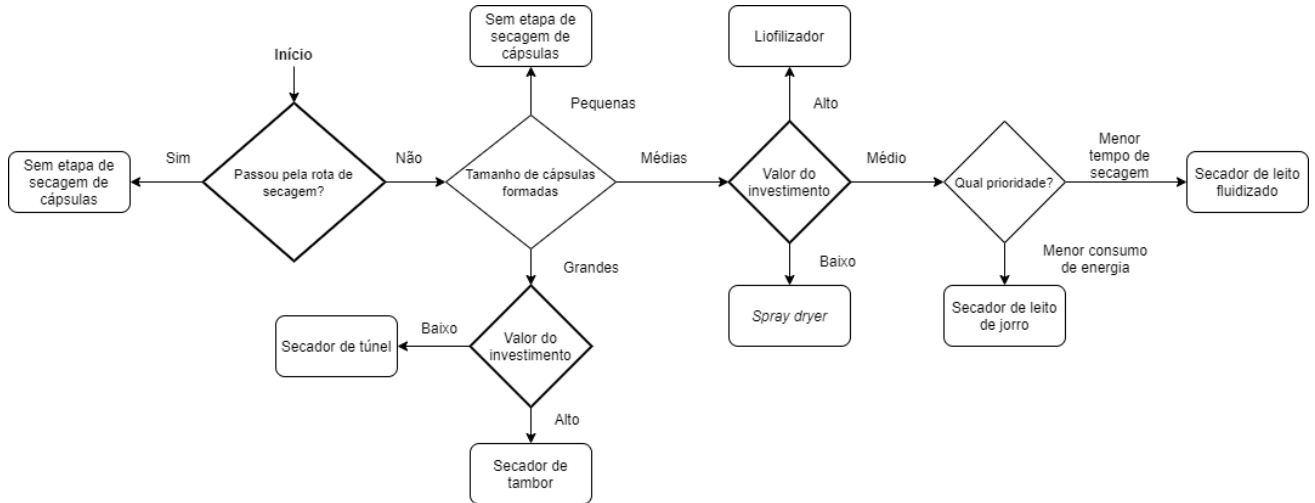 Início
Passou pela rota de
secagem?
Sim
Sem etapa de
secagem de
cápsulas
Não
Tamanho de cápsulas
formadas
Pequenas
Sem etapa de
secagem de
cápsulas
Médias
Valor do
investimento
Alto
Liofilizador
Médio
Qual prioridade?
Menor
tempo de
secagem
Secador de leito
fluidizado
Menor consumo
de energia
Secador de leito
de jorro
Baixo
Spray dryer
Grandes
Valor do
investimento
Baixo
Secador de túnel
Alto
Secador de
tambor